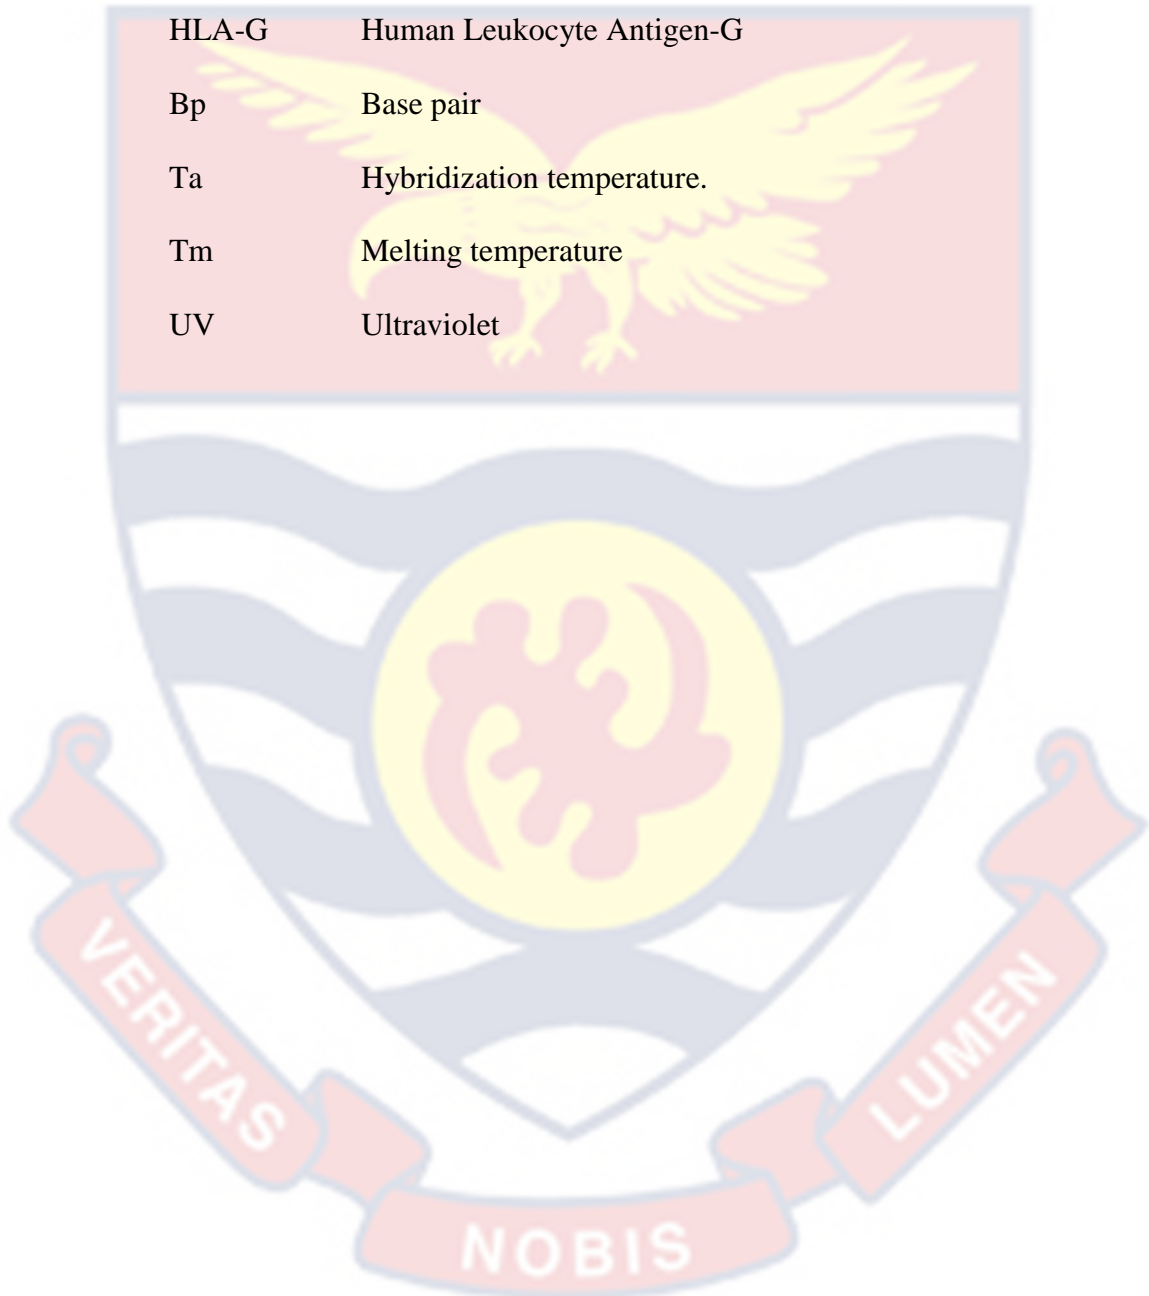 HLA-G Human Leukocyte Antigen-G
Bp Base pair
Ta Hybridization temperature.
Tm Melting temperature
UV Ultraviolet
VERITAS
NOBIS
LUMEN